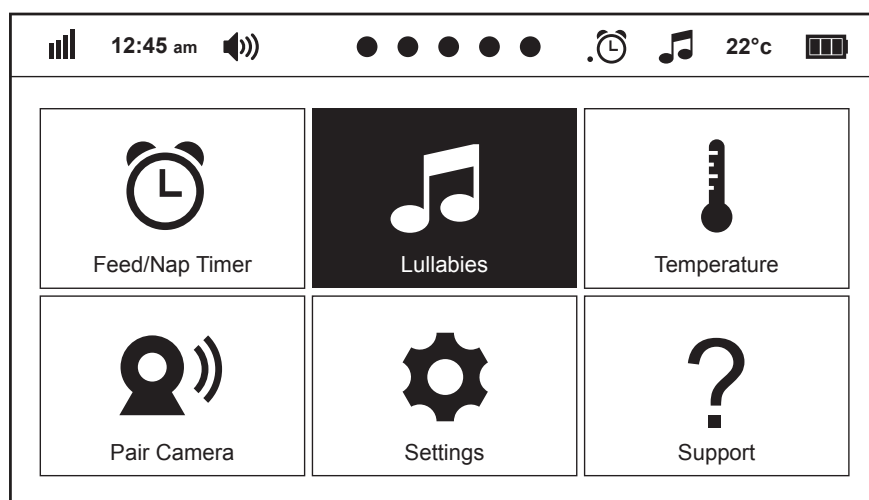 12:45 am 22°c
Feed/Nap Timer Lullabies Temperature
Pair Camera Settings ? Support